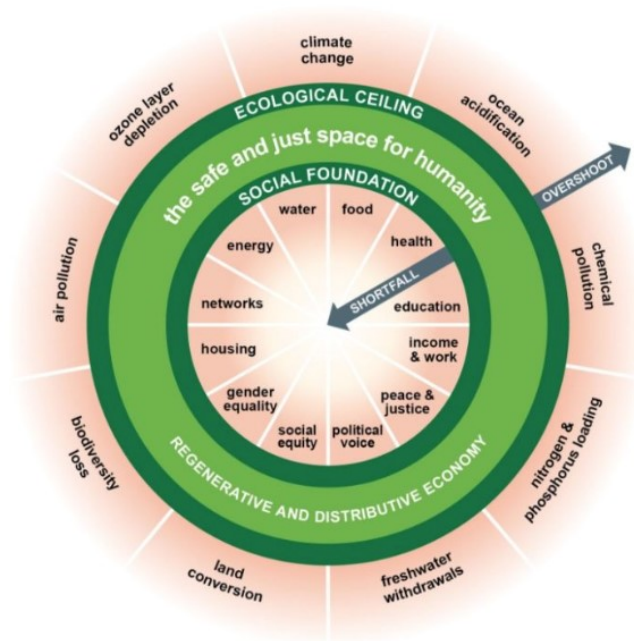 climate
change
ocean
acidification
OVERSHOOT
chemical
pollution
nitrogen &
phosphorus loading
freshwater
withdrawals
land
conversion
biodiversity
loss
air pollution
ozone layer
depletion
ECOLOGICAL CEILING
the safe and just space for humanity
SOCIAL FOUNDATION
water
food
health
SHORTFALL
education
income
& work
peace &
justice
political
voice
social
equity
gender
equality
housing
networks
energy
REGENERATIVE AND DISTRIBUTIVE ECONOMY